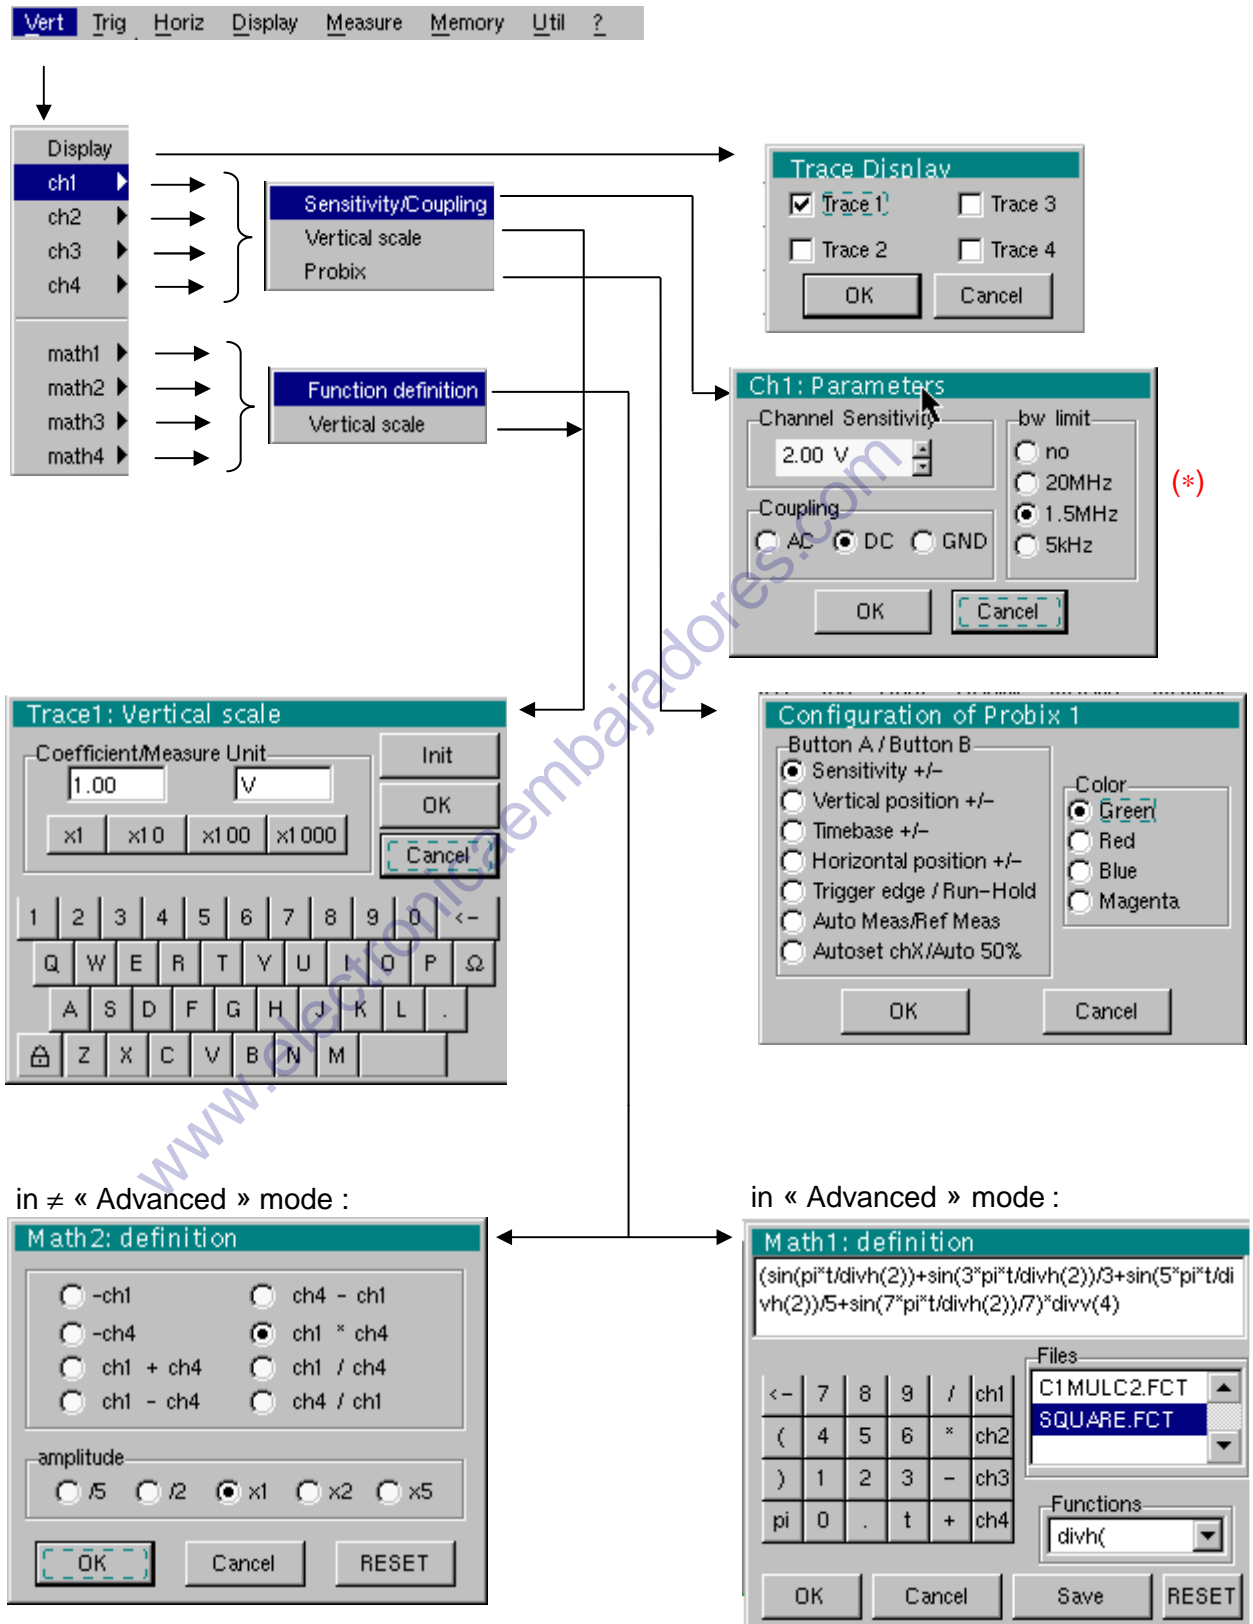 Vert Trig Horiz Display Measure Memory Util ?
Display
ch1
ch2
ch3
ch4
math1
math2
math3
math4
Sensitivity/Coupling
Vertical scale
Probix
Function definition
Vertical scale
Trace Display
Trace 1 Trace 3
Trace 2 Trace 4
OK Cancel
Ch1: Parameters
Channel Sensitivity bw limit
2.00 V no
20MHz
Coupling 1.5MHz
AC DC GND 5kHz
OK Cancel
(*)
Trace1: Vertical scale
Coefficient/Measure Unit Init
1.00 V
OK
x1 x10 x100 x1000 Cancel
1 2 3 4 5 6 7 8 9 0 <-
Q W E R T Y U I O P Ω
A S D F G H J K L .
Z X C V B N M
Configuration of Probix 1
Button A / Button B
Sensitivity +/-
Vertical position +/-
Timebase +/-
Horizontal position +/-
Trigger edge / Run-Hold
Auto Meas/Ref Meas
Autoset chX/Auto 50%
Color
Green
Red
Blue
Magenta
OK Cancel
www.electronicaembajadores.com
in ≠ « Advanced » mode :
Math2: definition
-ch1 ch4 - ch1
-ch4 ch1 * ch4
ch1 + ch4 ch1 / ch4
ch1 - ch4 ch4 / ch1
amplitude
/5 /2 x1 x2 x5
OK Cancel RESET
in « Advanced » mode :
Math1: definition
(sin(pi*t/divh(2))+sin(3*pi*t/divh(2))/3+sin(5*pi*t/di
vh(2))/5+sin(7*pi*t/divh(2))/7)*divv(4)
<- 7 8 9 / ch1
( 4 5 6 * ch2
) 1 2 3 - ch3
pi 0 . t + ch4
Files
C1MULC2.FCT
SQUARE.FCT
Functions
divh(
OK Cancel Save RESET